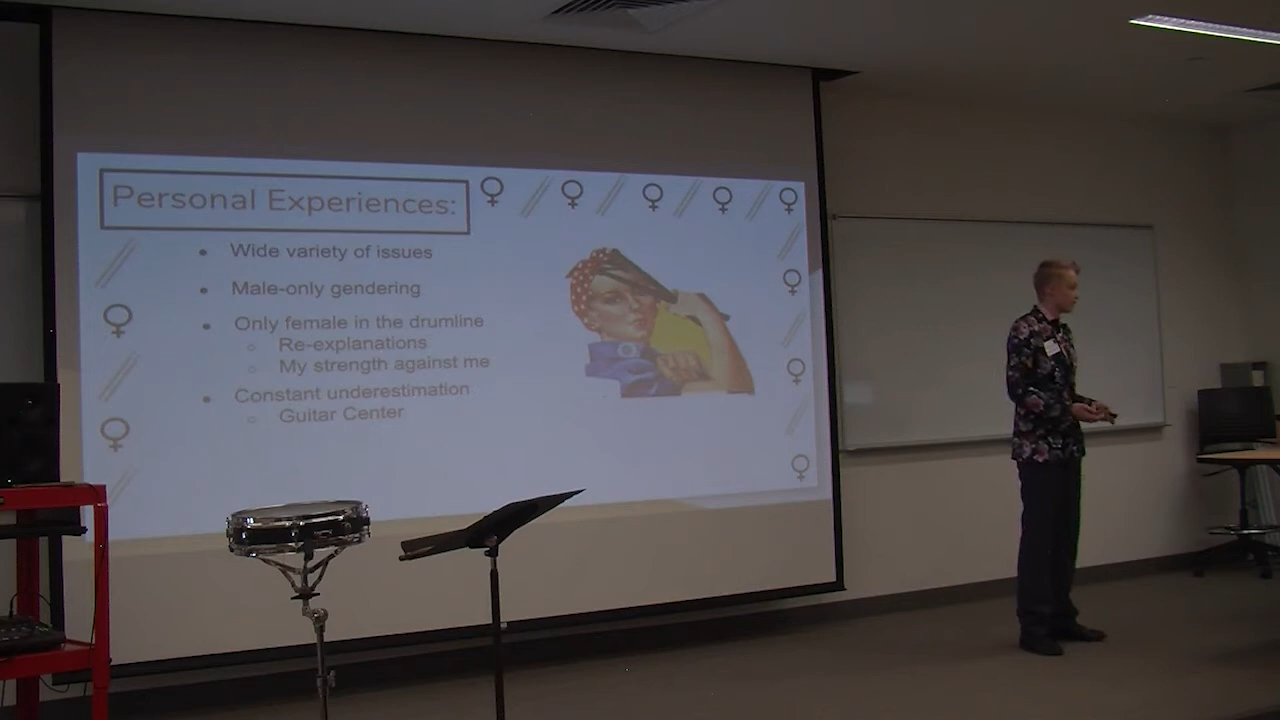 Personal Experiences:
• Wide variety of issues
• Male-only gendering
• Only female in the drumline
○ Re-explanations
○ My strength against me
• Constant underestimation
○ Guitar Center